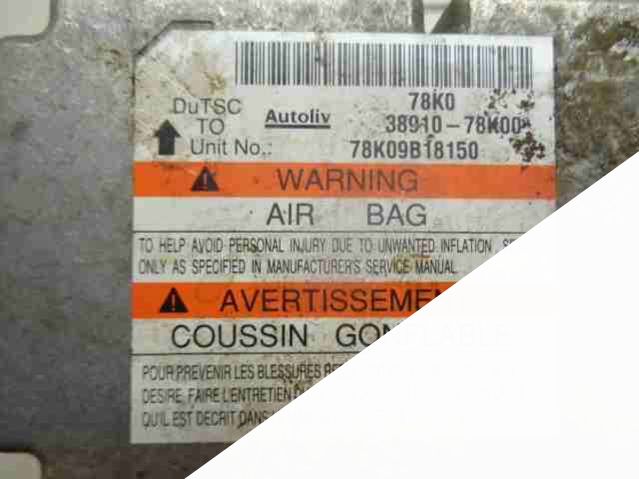 78K0
DuTSC
TO
Autoliv
38910-78K00
Unit No.:
78K09B18150
WARNING
AIR BAG
TO HELP AVOID PERSONAL INJURY DUE TO UNWANTED INFLATION,
ONLY AS SPECIFIED IN MANUFACTURER'S SERVICE MANUAL
AVERTISSEMEN
COUSSIN GONFLABLE
POUR PREVENIR LES BLESSURES
DESIRE, FAIRE L'ENTRETIEN
QU'IL EST DECRIT DANS